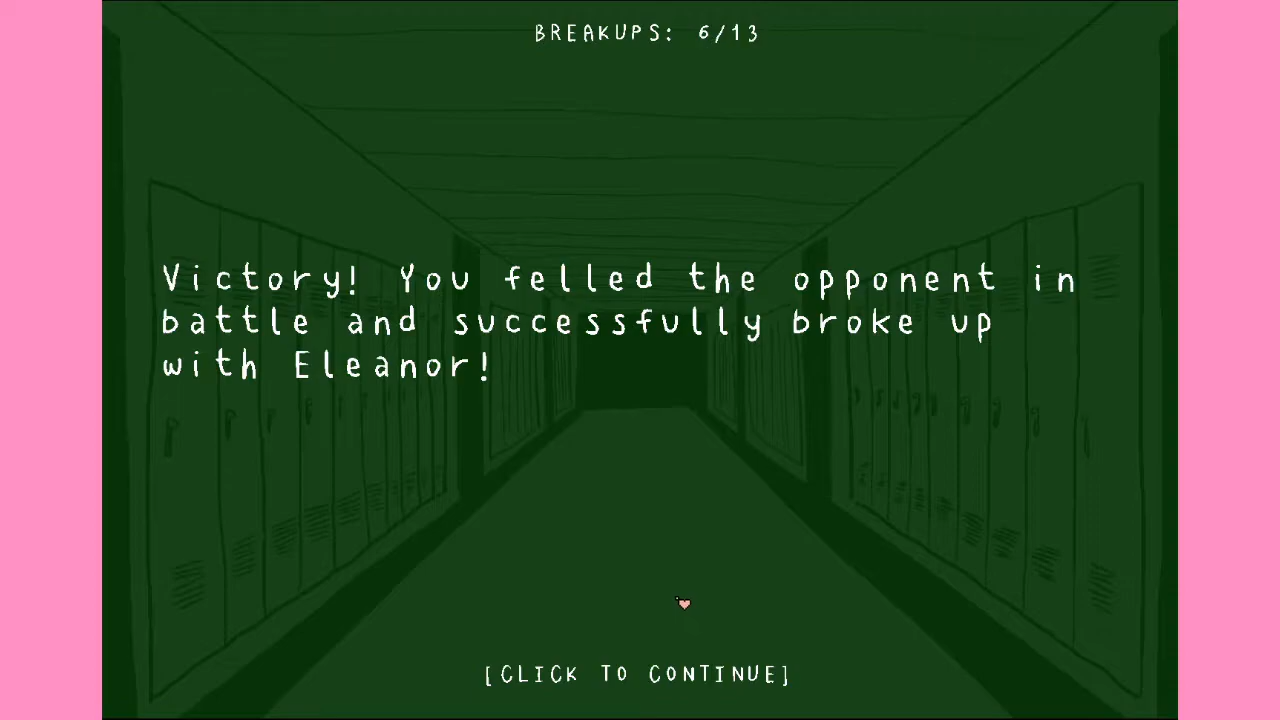 BREAKUPS: 6/13
Victory! You felled the opponent in
battle and successfully broke up
with Eleanor!
[CLICK TO CONTINUE]